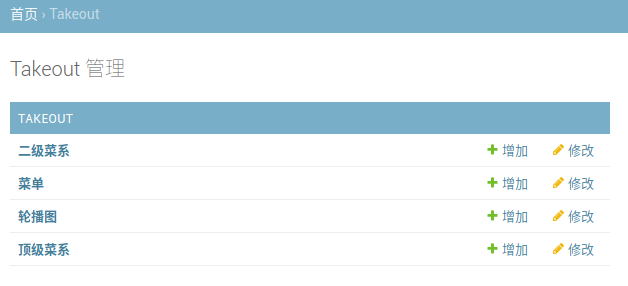 首页 › Takeout
Takeout 管理
TAKEOUT
二级菜系 增加 修改
菜单 增加 修改
轮播图 增加 修改
顶级菜系 增加 修改